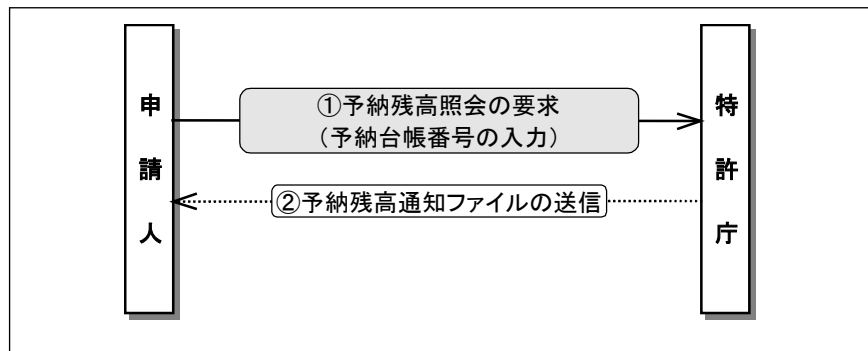 申請人
①予納残高照会の要求
（予納台帳番号の入力）
②予納残高通知ファイルの送信
特許庁